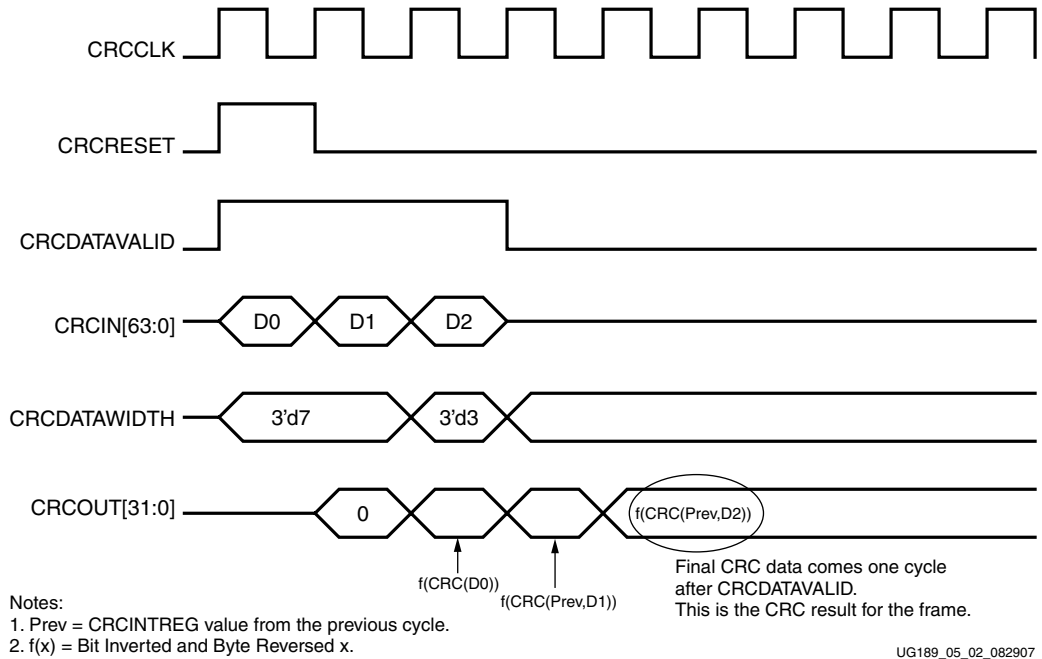 CRCCLK
CRCRESET
CRCDATAVALID
CRCIN[63:0]
D0
D1
D2
CRCDATAWIDTH
3'd7
3'd3
CRCOUT[31:0]
0
f(CRC(Prev,D2))
f(CRC(D0))
f(CRC(Prev,D1))
Final CRC data comes one cycle
after CRCDATAVALID.
This is the CRC result for the frame.
Notes:
1. Prev = CRCINTREG value from the previous cycle.
2. f(x) = Bit Inverted and Byte Reversed x.
UG189_05_02_082907